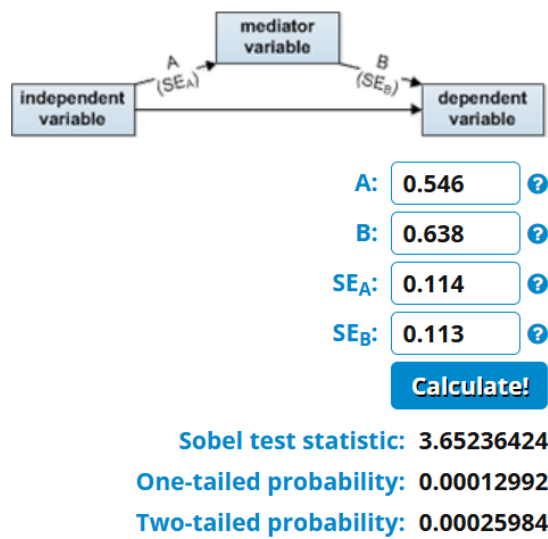 mediator
variable
A
(SEA)
B
(SEB)
independent
variable
dependent
variable
A: 0.546 ?
B: 0.638 ?
SEA: 0.114 ?
SEB: 0.113 ?
Calculate!
Sobel test statistic: 3.65236424
One-tailed probability: 0.00012992
Two-tailed probability: 0.00025984